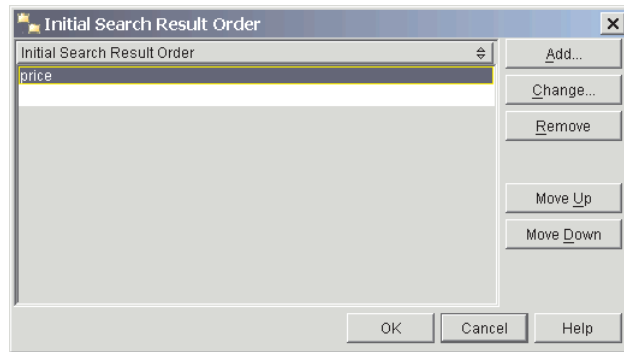 Initial Search Result Order
Initial Search Result Order
price
Add...
Change...
Remove
Move Up
Move Down
OK
Cancel
Help